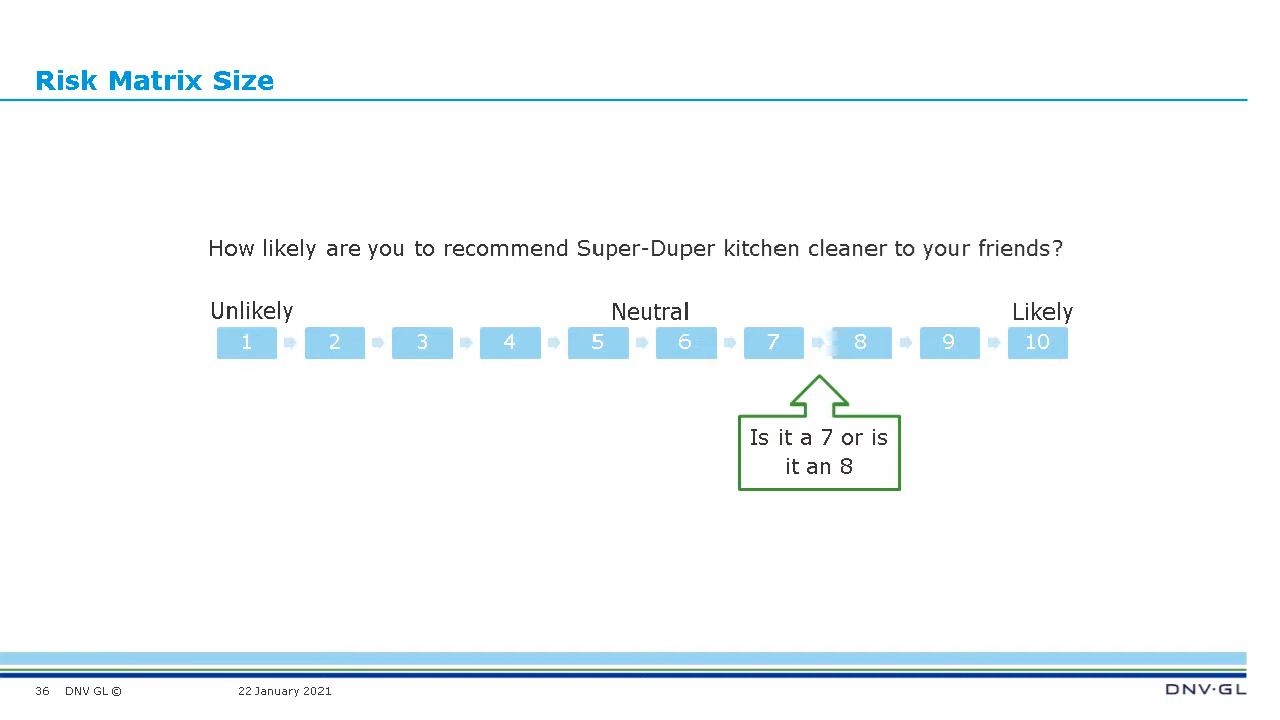 Risk Matrix Size
How likely are you to recommend Super-Duper kitchen cleaner to your friends?
Unlikely Neutral Likely
1 2 3 4 5 6 7 8 9 10
Is it a 7 or is
it an 8
36 DNV GL © 22 January 2021 DNV·GL